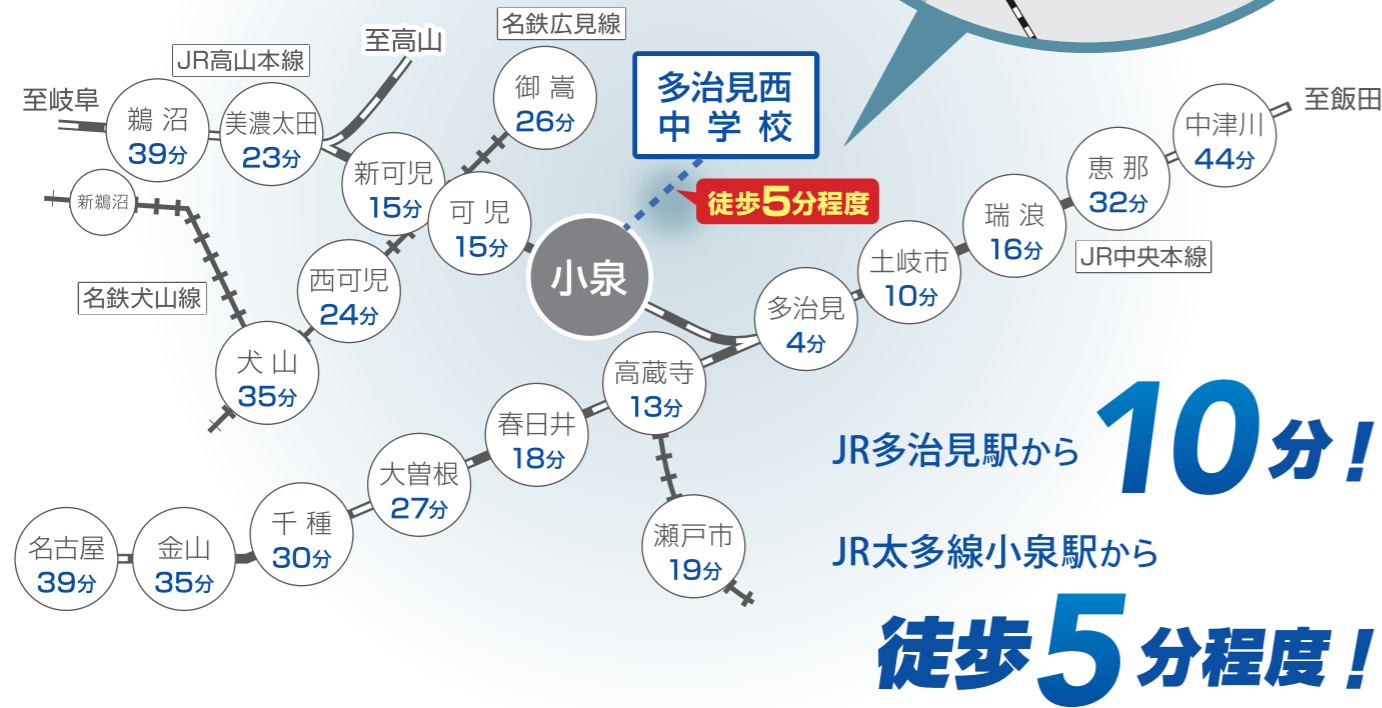 名鉄広見線
JR高山本線
至高山
至岐阜
鵜沼
39分
美濃太田
23分
御嵩
26分
多治見西
中学校
至飯田
中津川
44分
恵那
32分
新可児
15分
可児
15分
徒歩5分程度
瑞浪
16分
JR中央本線
新鵜沼
名鉄犬山線
西可児
24分
小泉
土岐市
10分
多治見
4分
犬山
35分
高蔵寺
13分
春日井
18分
大曽根
27分
千種
30分
金山
35分
名古屋
39分
瀬戸市
19分
JR多治見駅から10分!
JR太多線小泉駅から
徒歩5分程度!